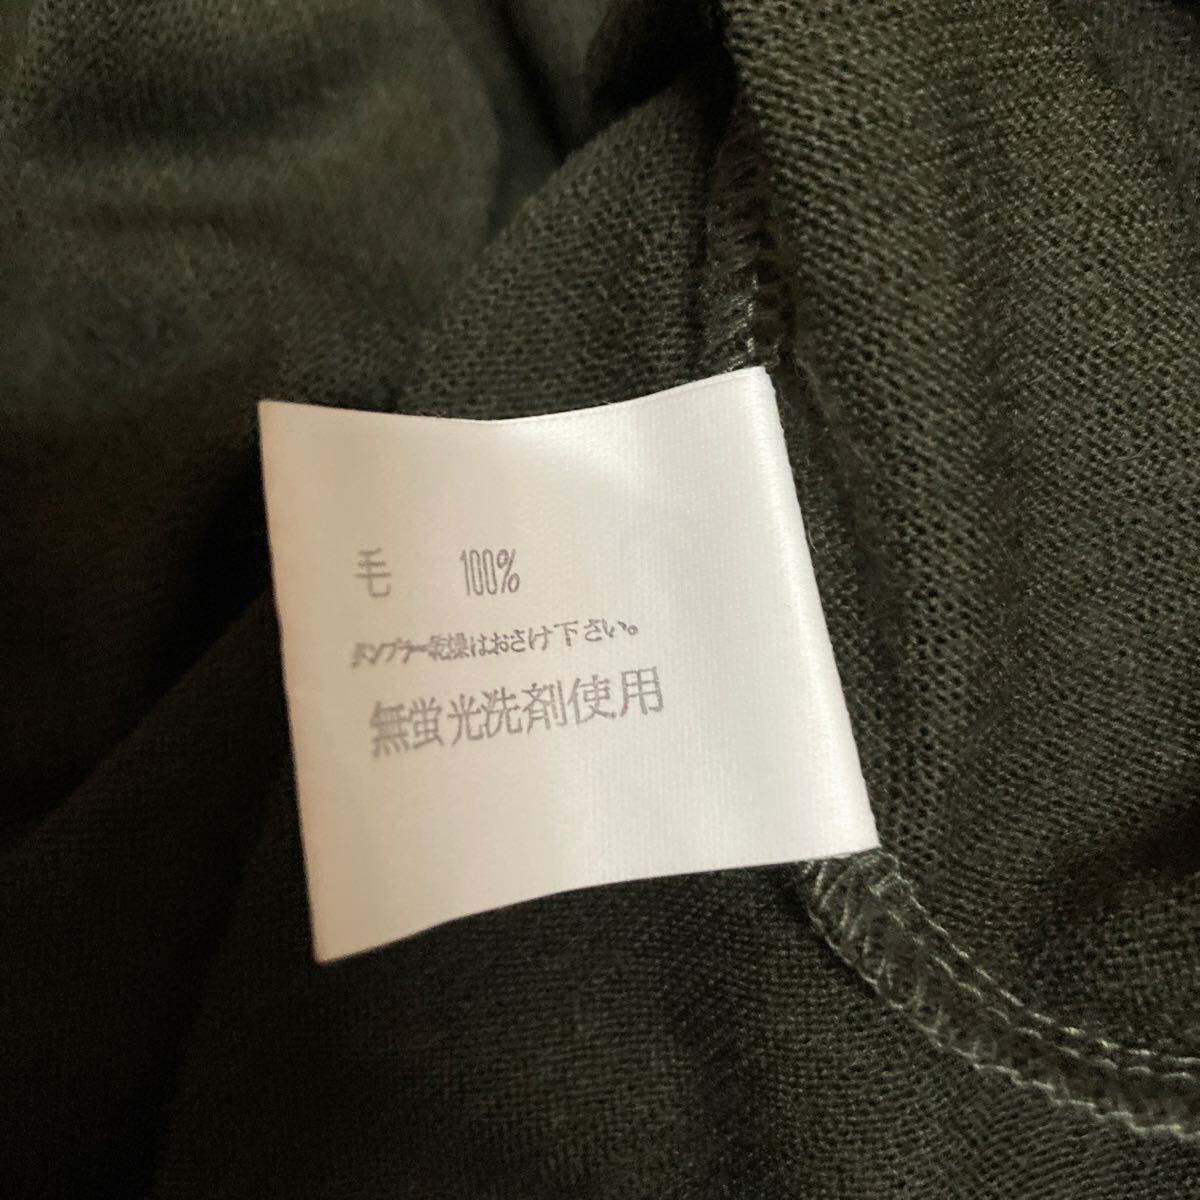 毛 100%
タンブラー乾燥はおさけ下さい。
無蛍光洗剤使用